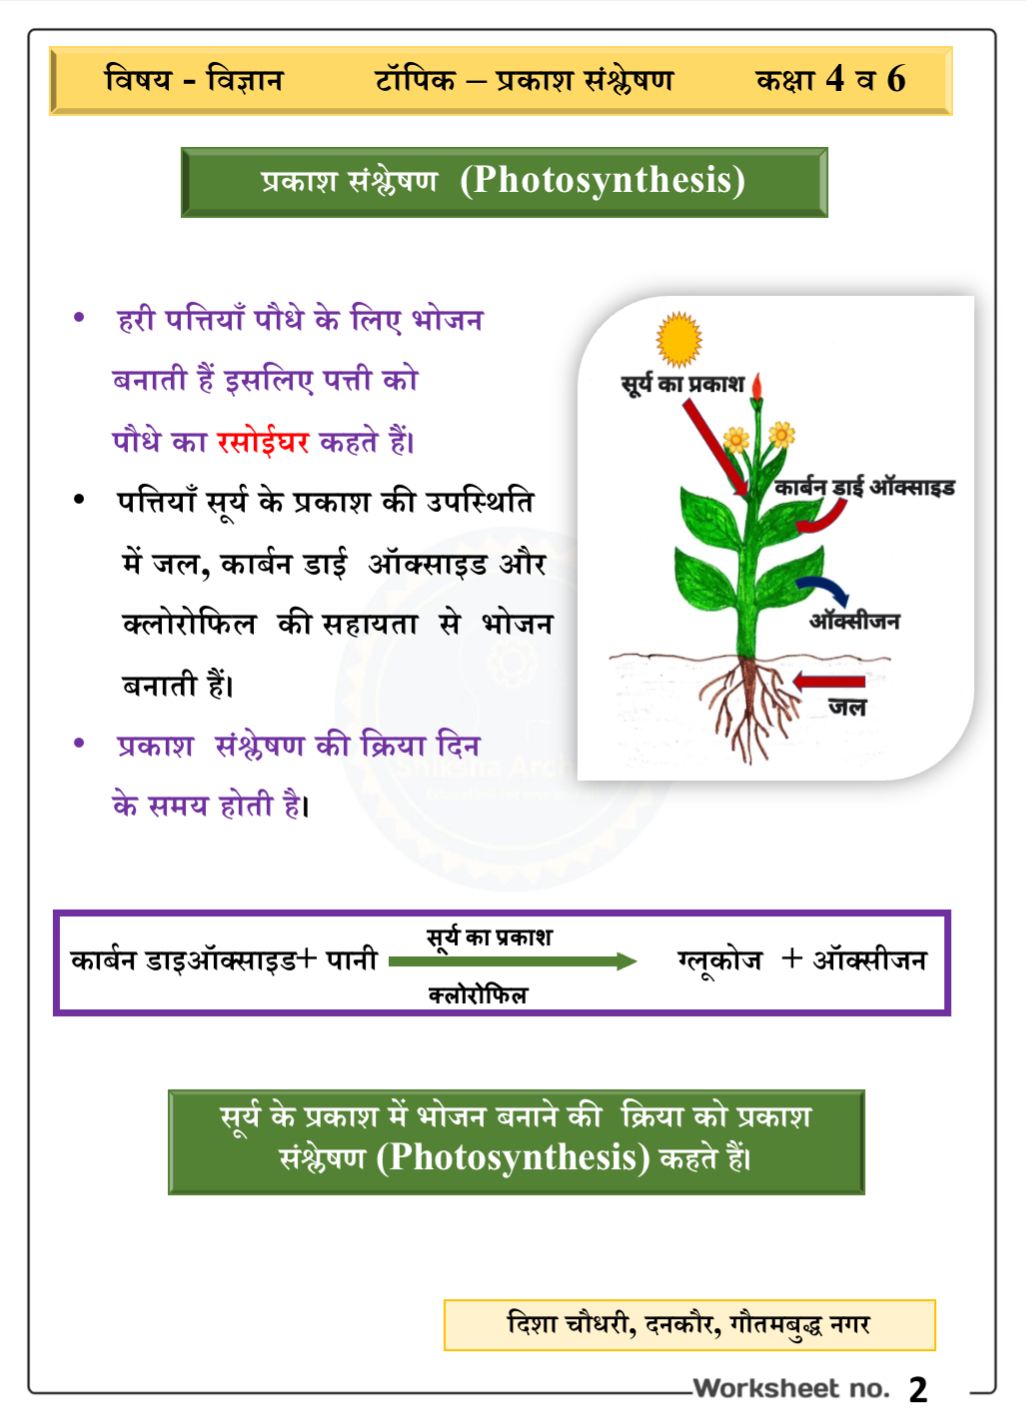 विषय - विज्ञान टॉपिक – प्रकाश संश्लेषण कक्षा 4 व 6
प्रकाश संश्लेषण (Photosynthesis)
• हरी पत्तियाँ पौधे के लिए भोजन
बनाती हैं इसलिए पत्ती को
पौधे का रसोईघर कहते हैं।
• पत्तियाँ सूर्य के प्रकाश की उपस्थिति
में जल, कार्बन डाई ऑक्साइड और
क्लोरोफिल की सहायता से भोजन
बनाती हैं।
• प्रकाश संश्लेषण की क्रिया दिन
के समय होती है।
सूर्य का प्रकाश
कार्बन डाई ऑक्साइड
ऑक्सीजन
जल
Shiksha Arc
सूर्य का प्रकाश
कार्बन डाइऑक्साइड+ पानी ग्लूकोज + ऑक्सीजन
क्लोरोफिल
सूर्य के प्रकाश में भोजन बनाने की क्रिया को प्रकाश
संश्लेषण (Photosynthesis) कहते हैं।
दिशा चौधरी, दनकौर, गौतमबुद्ध नगर
Worksheet no. 2